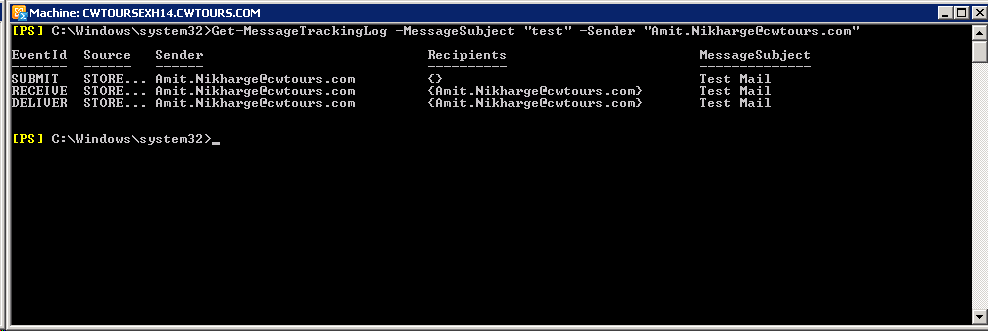 Machine: CWTOURSEXH14.CWTOURS.COM
[PS] C:\Windows\system32>Get-MessageTrackingLog -MessageSubject "test" -Sender "Amit.Nikharge@cwtours.com"
EventId Source Sender Recipients MessageSubject
------- ------ ------ ---------- --------------
SUBMIT STORE... Amit.Nikharge@cwtours.com {} Test Mail
RECEIVE STORE... Amit.Nikharge@cwtours.com {Amit.Nikharge@cwtours.com} Test Mail
DELIVER STORE... Amit.Nikharge@cwtours.com {Amit.Nikharge@cwtours.com} Test Mail
[PS] C:\Windows\system32>_